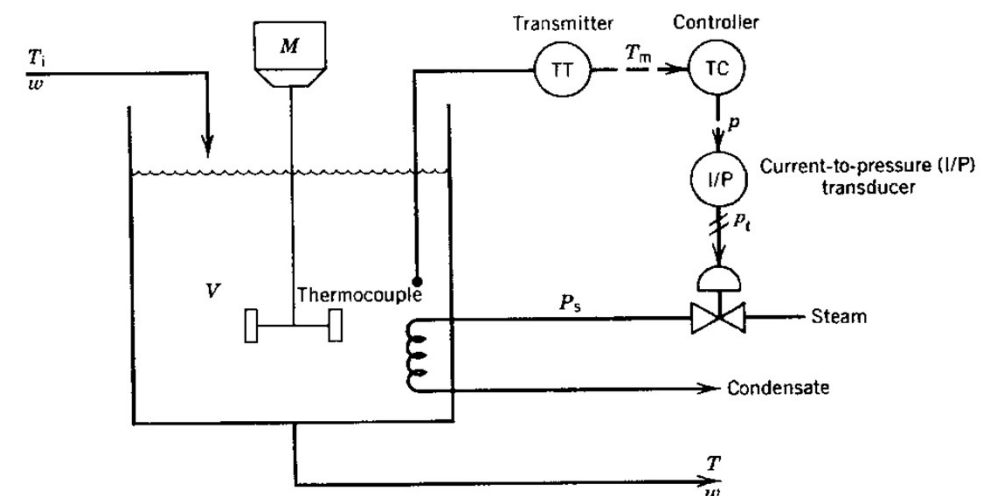 Transmitter
Controller
M
Ti
w
TT
Tm
TC
p
I/P
Current-to-pressure (I/P)
transducer
pt
V
Thermocouple
Ps
Steam
Condensate
T
w